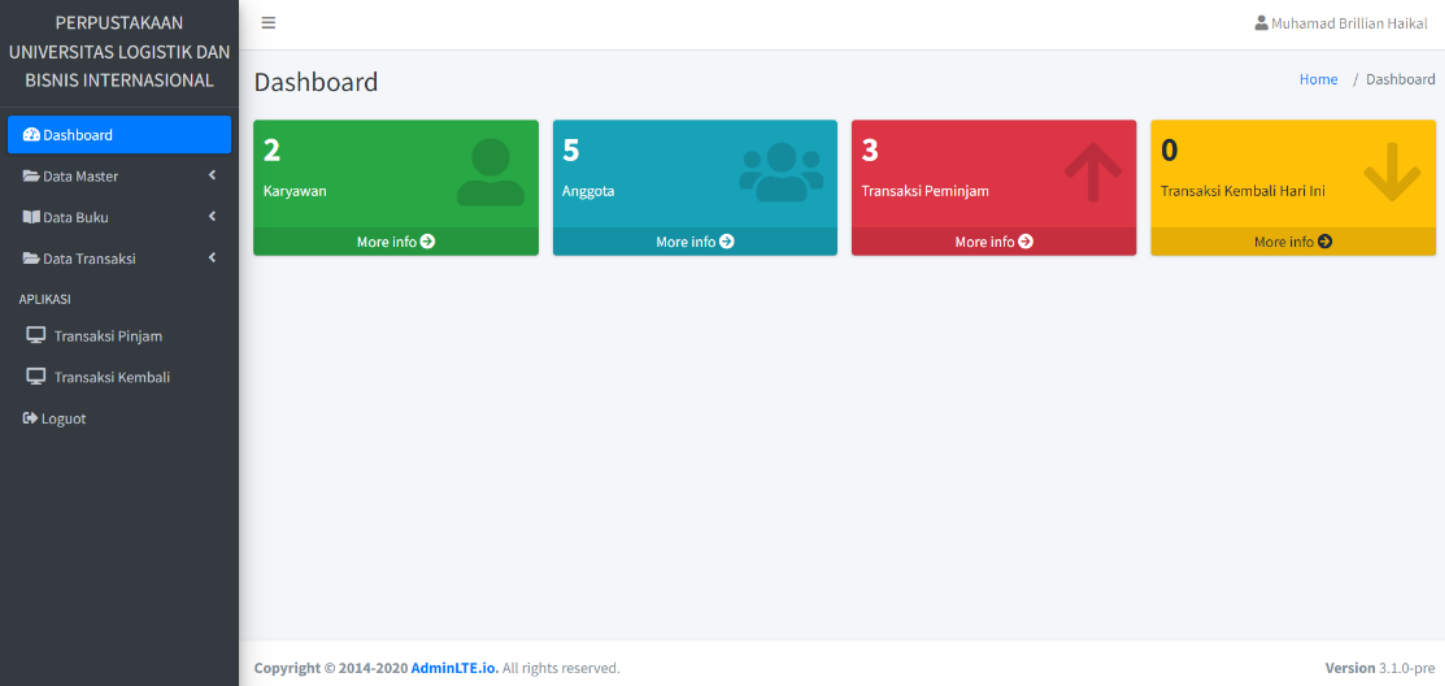 PERPUSTAKAAN
UNIVERSITAS LOGISTIK DAN
BISNIS INTERNASIONAL
Dashboard
Data Master
Data Buku
Data Transaksi
APLIKASI
Transaksi Pinjam
Transaksi Kembali
Loguot
Muhamad Brillian Haikal
Dashboard
Home / Dashboard
2
Karyawan
More info
5
Anggota
More info
3
Transaksi Peminjam
More info
0
Transaksi Kembali Hari Ini
More info
Copyright © 2014-2020 AdminLTE.io. All rights reserved.
Version 3.1.0-pre